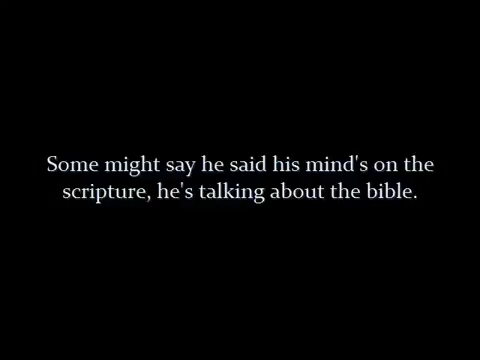 Some might say he said his mind's on the
scripture, he's talking about the bible.